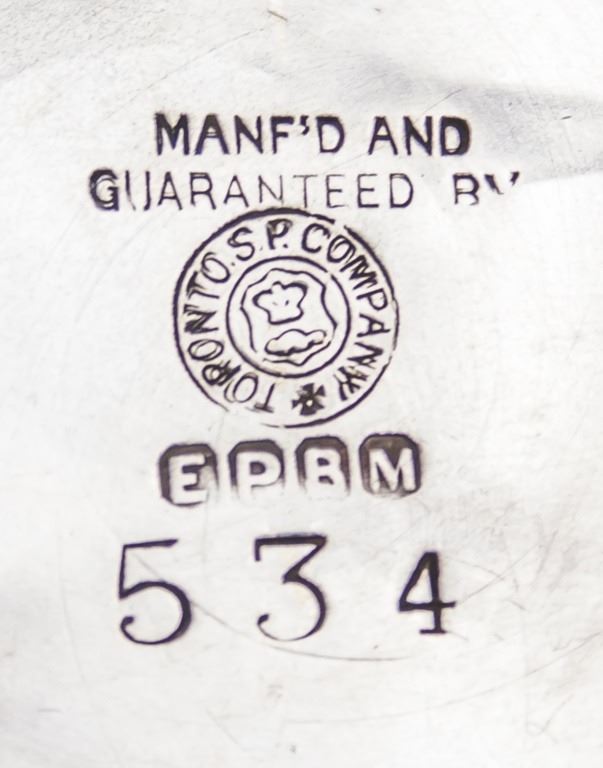 MANF'D AND
GUARANTEED BY
TORONTO. S. P. COMPANY
EPBM
534